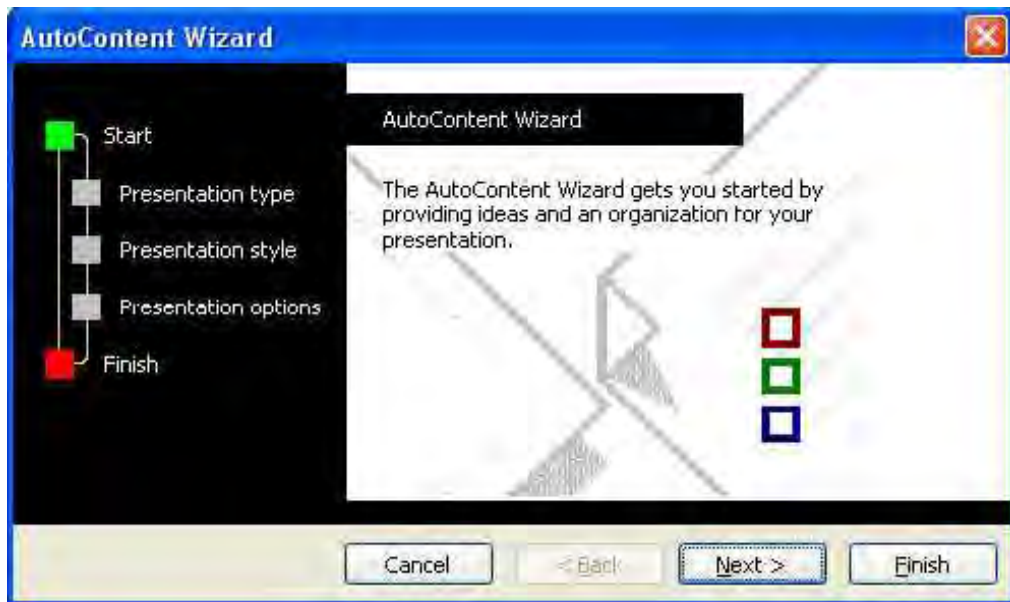 AutoContent Wizard
Start
Presentation type
Presentation style
Presentation options
Finish
AutoContent Wizard
The AutoContent Wizard gets you started by
providing ideas and an organization for your
presentation.
Cancel
< Back
Next >
Finish